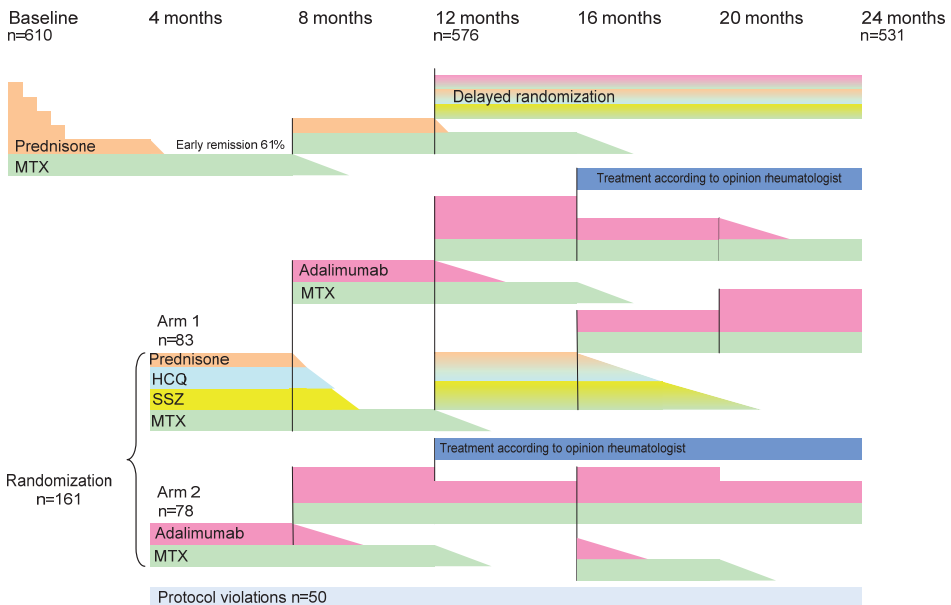 Baseline
n=610
4 months
8 months
12 months
n=576
16 months
20 months
24 months
n=531
Delayed randomization
Prednisone
Early remission 61%
MTX
Treatment according to opinion rheumatologist
Adalimumab
MTX
Arm 1
n=83
Prednisone
HCQ
SSZ
MTX
Treatment according to opinion rheumatologist
Randomization
n=161
Arm 2
n=78
Adalimumab
MTX
Protocol violations n=50